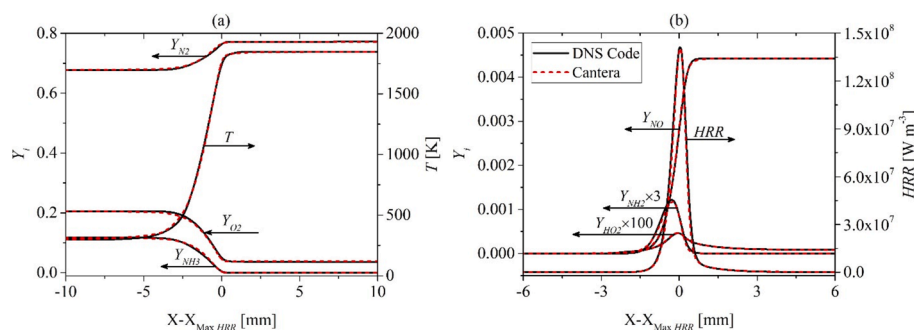 (a)
0.8
0.6
0.4
0.2
0.0
Y_i
2000
1500
1000
500
0
T [K]
Y_N2
T
Y_O2
Y_NH3
-10
-5
0
5
10
X-X_Max HRR [mm]
(b)
0.005
0.004
0.003
0.002
0.001
0.000
Y_i
1.5x10^8
1.2x10^8
9.0x10^7
6.0x10^7
3.0x10^7
0.0
HRR [W m^-3]
DNS Code
Cantera
Y_NO
HRR
Y_NH2×3
Y_HO2×100
-6
-3
0
3
6
X-X_Max HRR [mm]